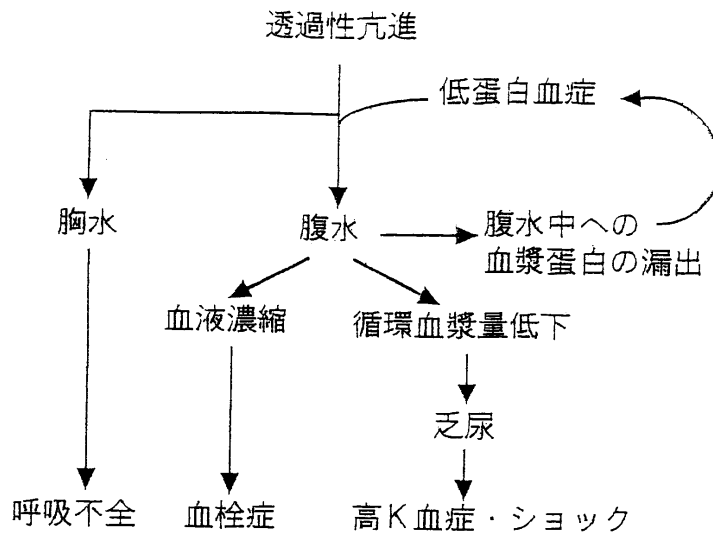 透過性亢進
低蛋白血症
胸水
腹水
腹水中への
血漿蛋白の漏出
血液濃縮
循環血漿量低下
乏尿
呼吸不全
血栓症
高K血症・ショック